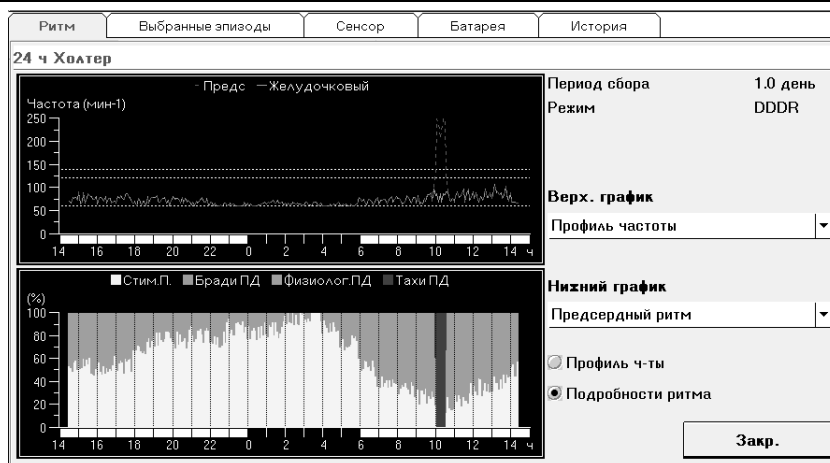 Ритм Выбранные эпизоды Сенсор Батарея История
24 ч Холтер
- Предс — Желудочковый
Частота (мин-1)
250
200
150
100
50
0
14 16 18 20 22 0 2 4 6 8 10 12 14 ч
Стим.П. Бради ПД Физиолог.ПД Тахи ПД
(%)
100
80
60
40
20
0
14 16 18 20 22 0 2 4 6 8 10 12 14 ч
Период сбора 1.0 день
Режим DDDR
Верх. график
Профиль частоты
Нижний график
Предсердный ритм
Профиль ч-ты
Подробности ритма
Закр.